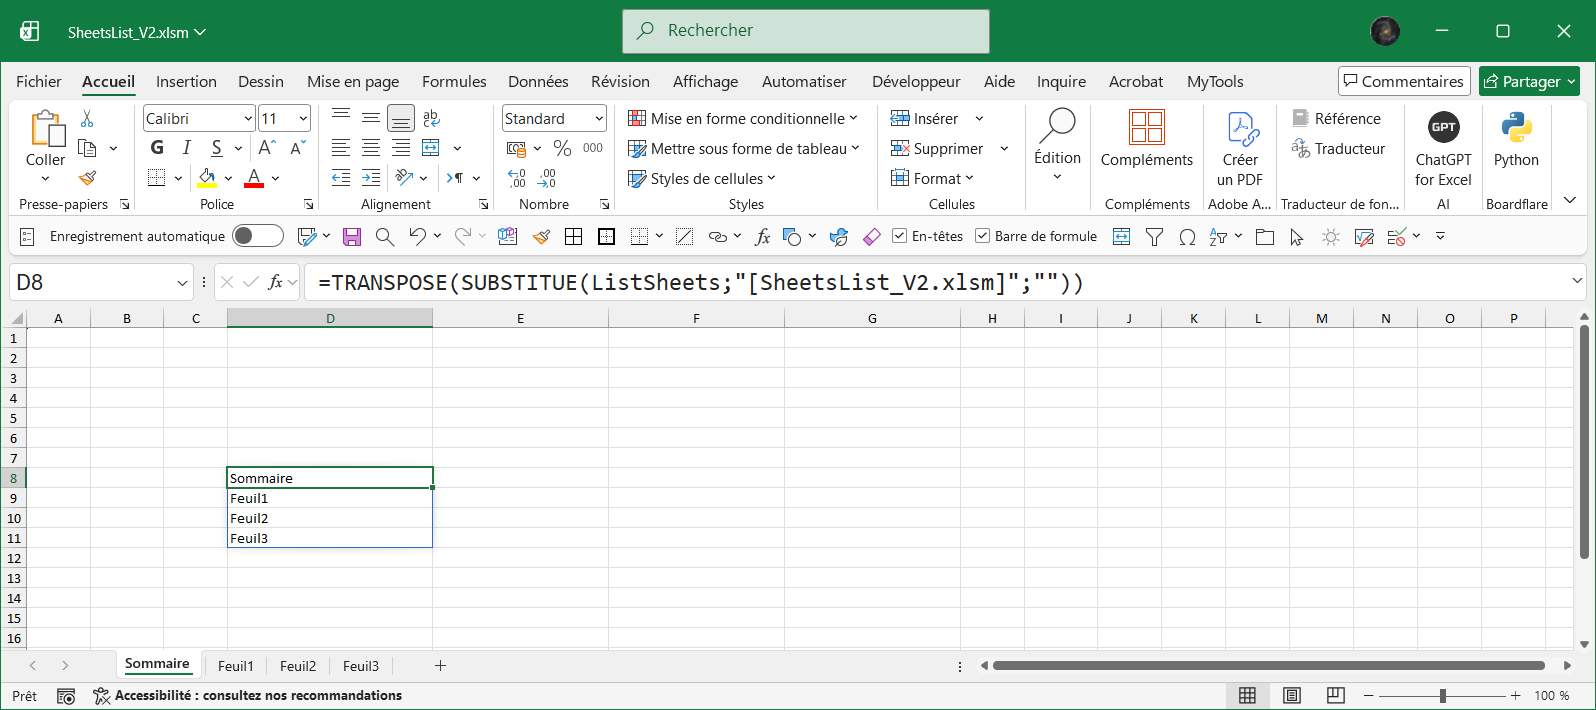 SheetsList_V2.xlsm
Rechercher
Fichier Accueil Insertion Dessin Mise en page Formules Données Révision Affichage Automatiser Développeur Aide Inquire Acrobat MyTools Commentaires Partager
Coller
Presse-papiers
Calibri 11
G I S A A
A
Police
ab
Alignement
Standard
% 000
Nombre
Mise en forme conditionnelle
Mettre sous forme de tableau
Styles de cellules
Styles
Insérer
Supprimer
Format
Cellules
Édition
Compléments
Compléments
Créer
un PDF
Adobe A...
Référence
Traducteur
Traducteur de fon...
GPT
ChatGPT
for Excel
AI
Python
Boardflare
Enregistrement automatique fx En-têtes Barre de formule
D8 fx =TRANSPOSE(SUBSTITUE(ListSheets;"[SheetsList_V2.xlsm]";""))
A B C D E F G H I J K L M N O P
1
2
3
4
5
6
7
8 Sommaire
9 Feuil1
10 Feuil2
11 Feuil3
12
13
14
15
16
Sommaire Feuil1 Feuil2 Feuil3
Prêt Accessibilité : consultez nos recommandations 100 %